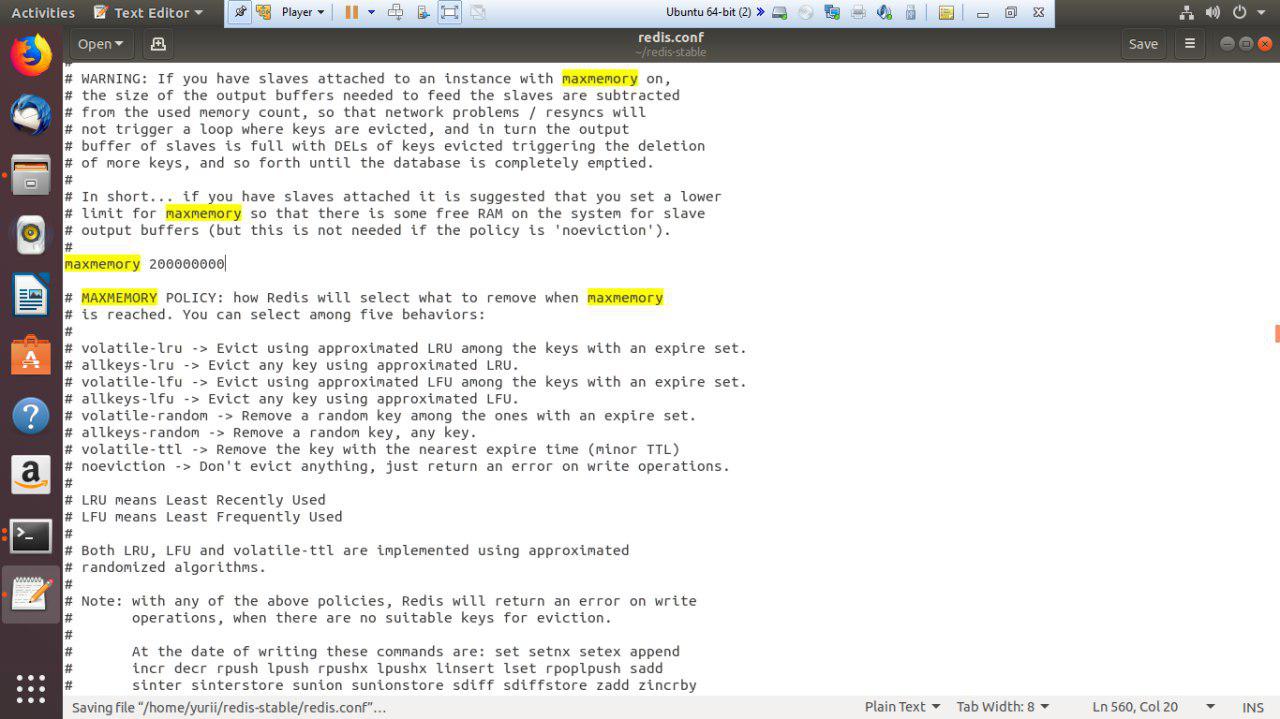 Activities Text Editor Player Ubuntu 64-bit (2)
Open redis.conf Save
~/redis-stable
#
# WARNING: If you have slaves attached to an instance with maxmemory on,
# the size of the output buffers needed to feed the slaves are subtracted
# from the used memory count, so that network problems / resyncs will
# not trigger a loop where keys are evicted, and in turn the output
# buffer of slaves is full with DELs of keys evicted triggering the deletion
# of more keys, and so forth until the database is completely emptied.
#
# In short... if you have slaves attached it is suggested that you set a lower
# limit for maxmemory so that there is some free RAM on the system for slave
# output buffers (but this is not needed if the policy is 'noeviction').
#
maxmemory 200000000
# MAXMEMORY POLICY: how Redis will select what to remove when maxmemory
# is reached. You can select among five behaviors:
#
# volatile-lru -> Evict using approximated LRU among the keys with an expire set.
# allkeys-lru -> Evict any key using approximated LRU.
# volatile-lfu -> Evict using approximated LFU among the keys with an expire set.
# allkeys-lfu -> Evict any key using approximated LFU.
# volatile-random -> Remove a random key among the ones with an expire set.
# allkeys-random -> Remove a random key, any key.
# volatile-ttl -> Remove the key with the nearest expire time (minor TTL)
# noeviction -> Don't evict anything, just return an error on write operations.
#
# LRU means Least Recently Used
# LFU means Least Frequently Used
#
# Both LRU, LFU and volatile-ttl are implemented using approximated
# randomized algorithms.
#
# Note: with any of the above policies, Redis will return an error on write
# operations, when there are no suitable keys for eviction.
#
# At the date of writing these commands are: set setnx setex append
# incr decr rpush lpush rpushx lpushx linsert lset rpoplpush sadd
# sinter sinterstore sunion sunionstore sdiff sdiffstore zadd zincrby
Saving file “/home/yurii/redis-stable/redis.conf”… Plain Text Tab Width: 8 Ln 560, Col 20 INS